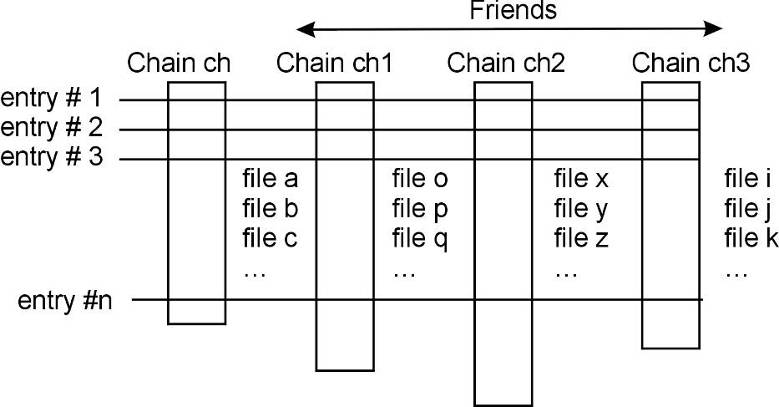 Friends
Chain ch Chain ch1 Chain ch2 Chain ch3
entry # 1
entry # 2
entry # 3
file a file o file x file i
file b file p file y file j
file c file q file z file k
... ... ... ...
entry #n